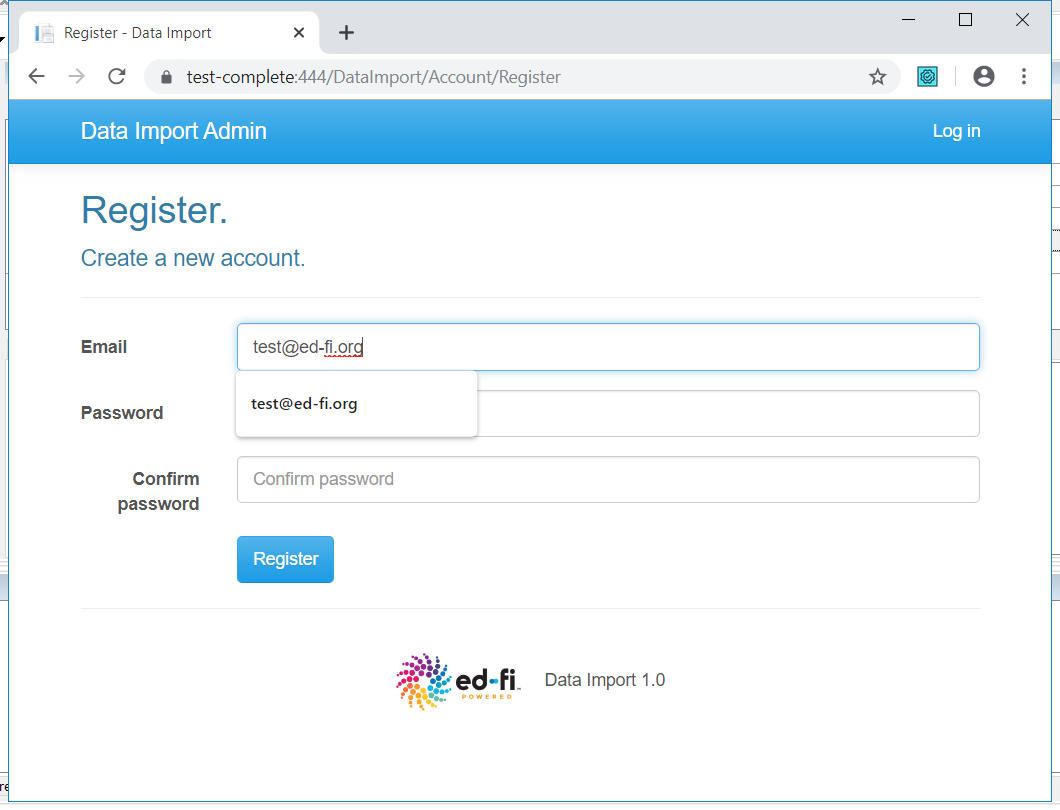 Register - Data Import
test-complete:444/DataImport/Account/Register
Data Import Admin
Log in
Register.
Create a new account.
Email
test@ed-fi.org
test@ed-fi.org
Password
Confirm
password
Confirm password
Register
ed-fi™
POWERED
Data Import 1.0